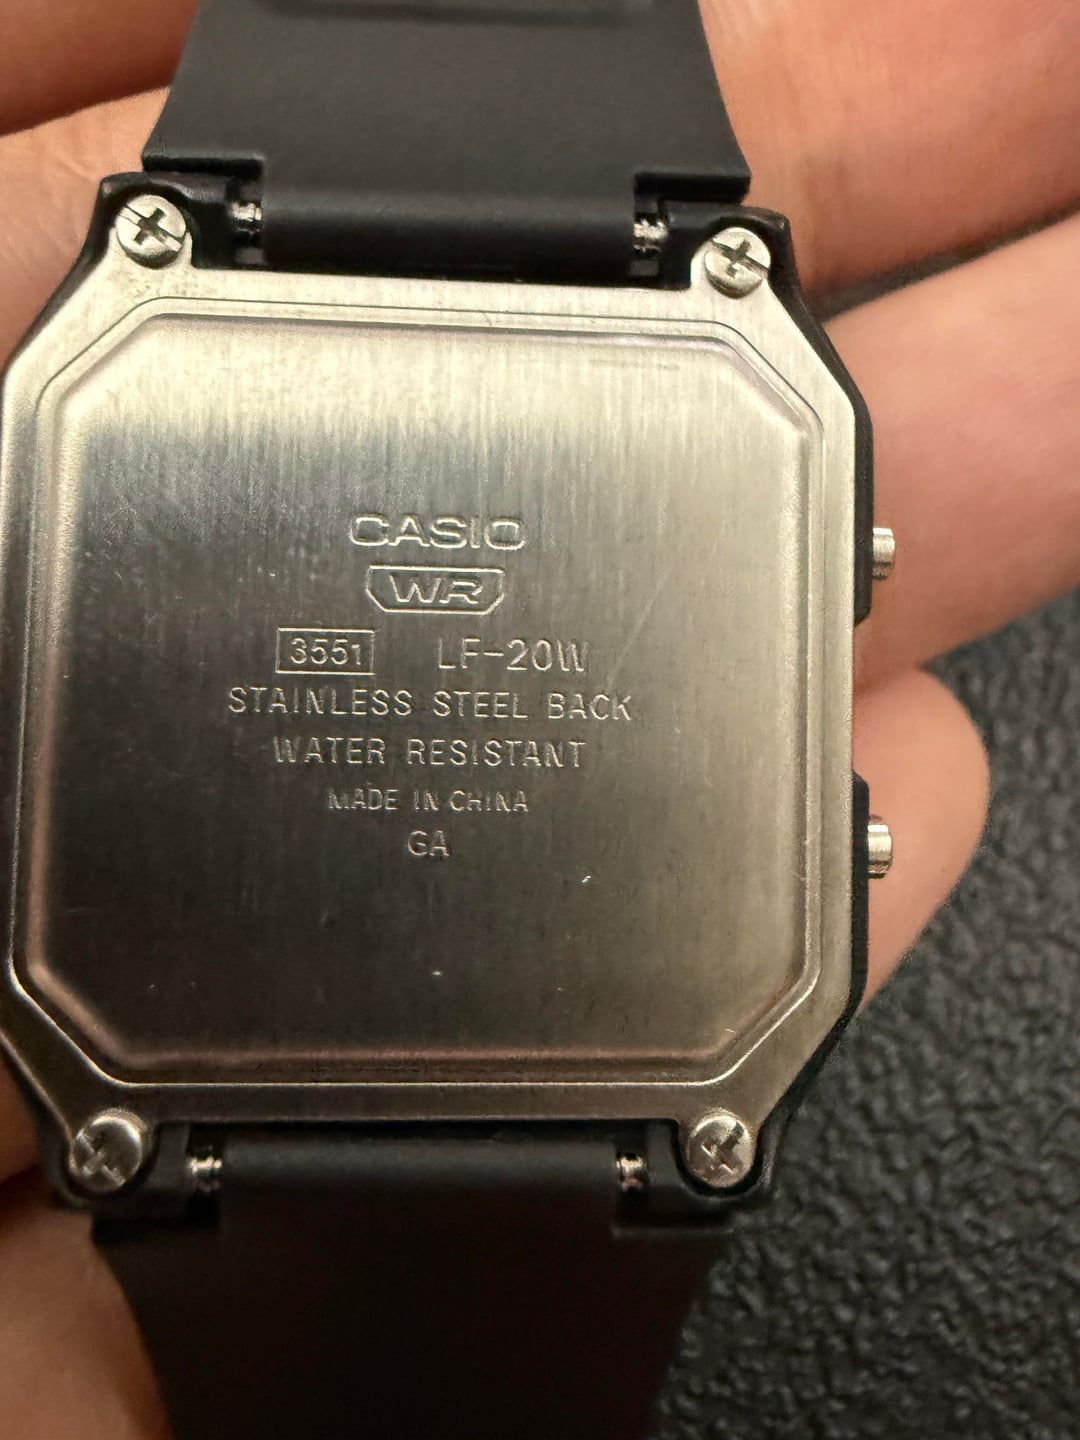 CASIO
WR
3551 LF-20W
STAINLESS STEEL BACK
WATER RESISTANT
MADE IN CHINA
GA